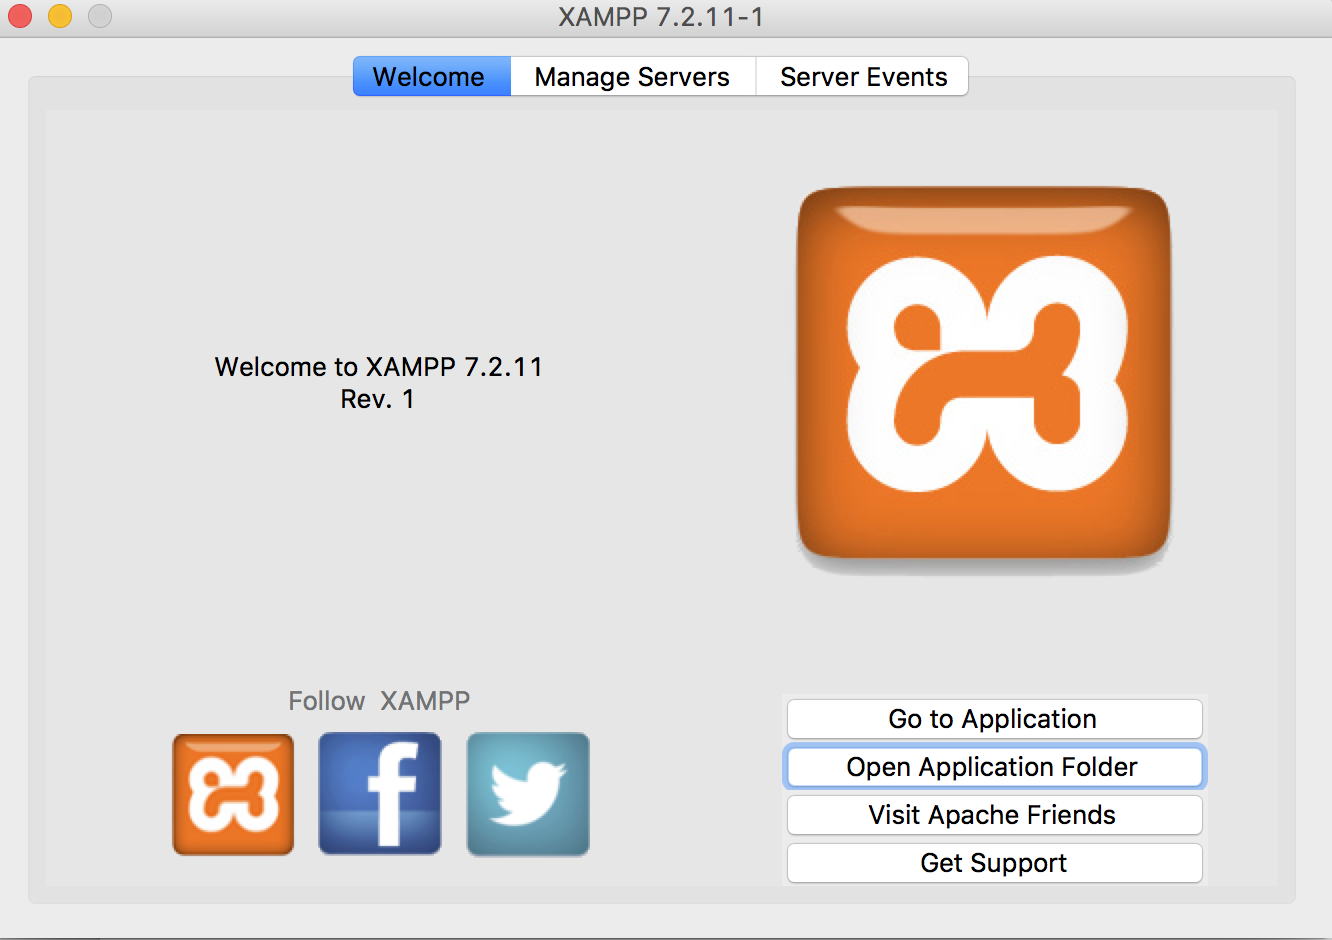 XAMPP 7.2.11-1
Welcome
Manage Servers
Server Events
Welcome to XAMPP 7.2.11
Rev. 1
Follow XAMPP
f
Go to Application
Open Application Folder
Visit Apache Friends
Get Support